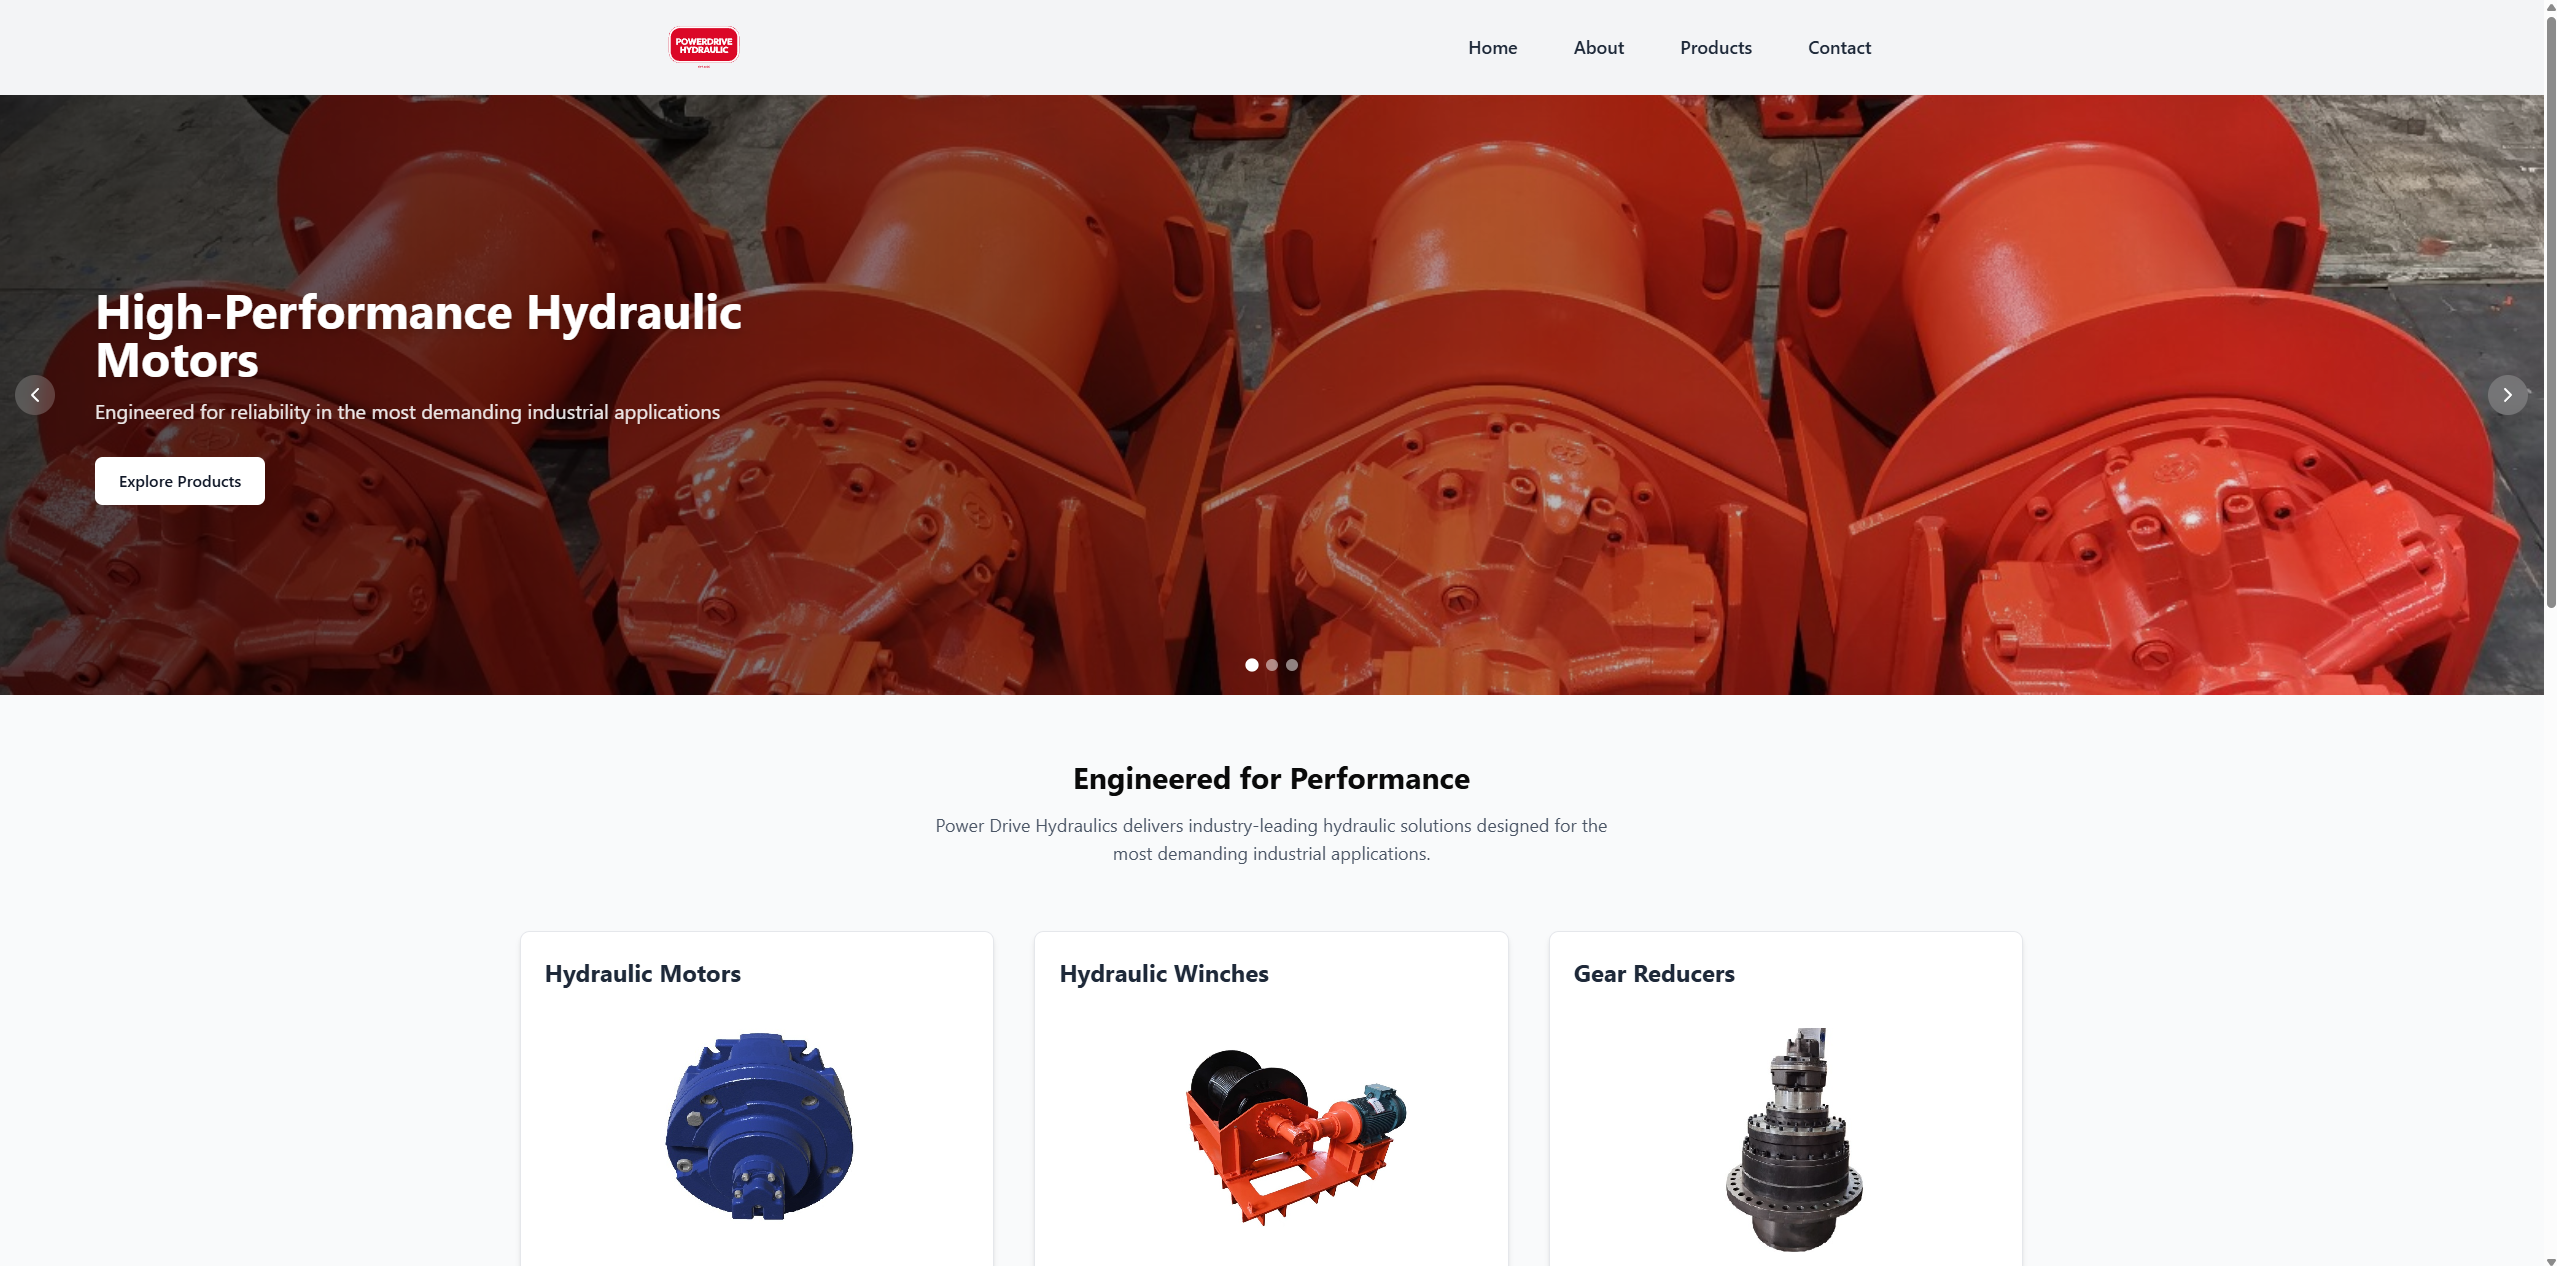 POWERDRIVE
HYDRAULIC
Home
About
Products
Contact
High-Performance Hydraulic
Motors
Engineered for reliability in the most demanding industrial applications
Explore Products
Engineered for Performance
Power Drive Hydraulics delivers industry-leading hydraulic solutions designed for the
most demanding industrial applications.
Hydraulic Motors
Hydraulic Winches
Gear Reducers